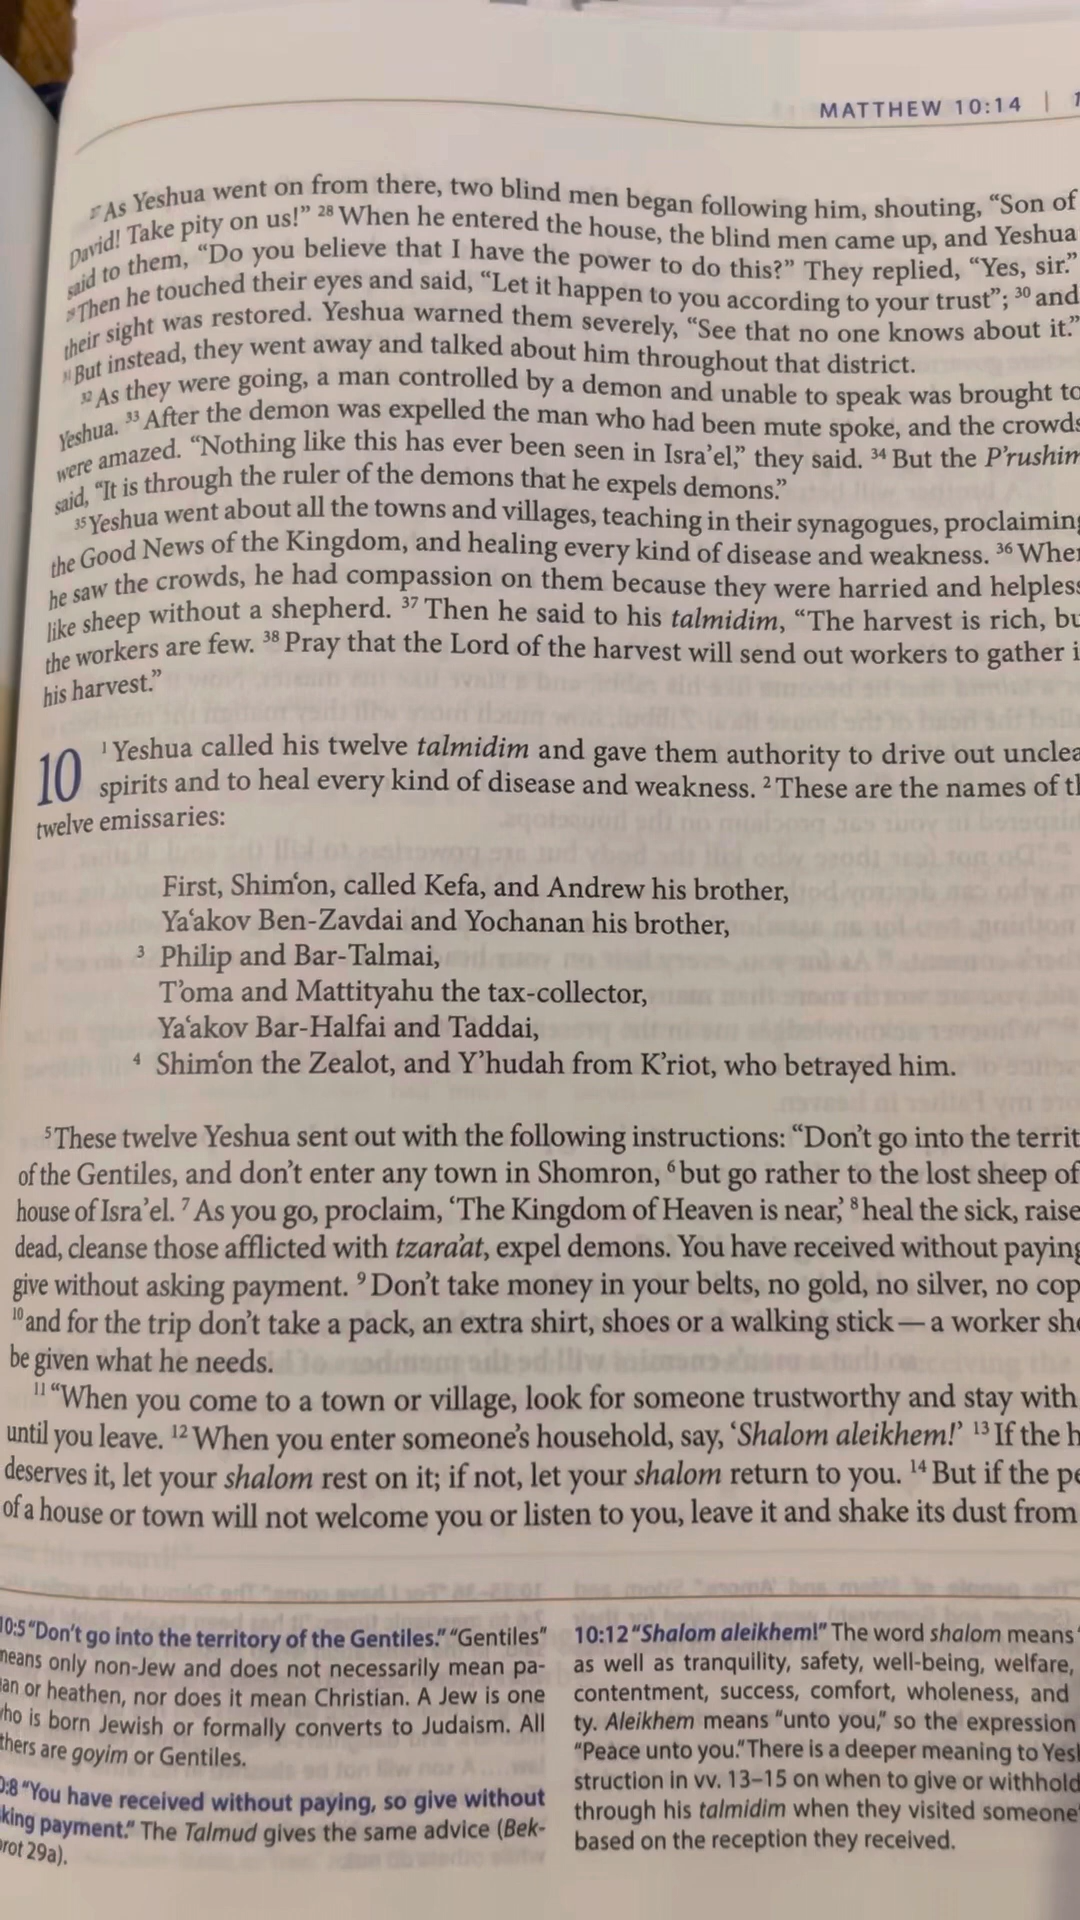 MATTHEW 10:14 |
27 As Yeshua went on from there, two blind men began following him, shouting, “Son of
David! Take pity on us!” 28 When he entered the house, the blind men came up, and Yeshua
said to them, “Do you believe that I have the power to do this?” They replied, “Yes, sir.”
29 Then he touched their eyes and said, “Let it happen to you according to your trust”; 30 and
their sight was restored. Yeshua warned them severely, “See that no one knows about it.”
31 But instead, they went away and talked about him throughout that district.
32 As they were going, a man controlled by a demon and unable to speak was brought to
Yeshua. 33 After the demon was expelled the man who had been mute spoke, and the crowds
were amazed. “Nothing like this has ever been seen in Isra’el,” they said. 34 But the P’rushim
said, “It is through the ruler of the demons that he expels demons.”
35 Yeshua went about all the towns and villages, teaching in their synagogues, proclaiming
the Good News of the Kingdom, and healing every kind of disease and weakness. 36 When
he saw the crowds, he had compassion on them because they were harried and helpless
like sheep without a shepherd. 37 Then he said to his talmidim, “The harvest is rich, bu
the workers are few. 38 Pray that the Lord of the harvest will send out workers to gather i
his harvest.”
10 1 Yeshua called his twelve talmidim and gave them authority to drive out unclea
spirits and to heal every kind of disease and weakness. 2 These are the names of th
twelve emissaries:
First, Shim‘on, called Kefa, and Andrew his brother,
Ya‘akov Ben-Zavdai and Yochanan his brother,
3 Philip and Bar-Talmai,
T’oma and Mattityahu the tax-collector,
Ya‘akov Bar-Halfai and Taddai,
4 Shim‘on the Zealot, and Y’hudah from K’riot, who betrayed him.
5 These twelve Yeshua sent out with the following instructions: “Don’t go into the territ
of the Gentiles, and don’t enter any town in Shomron, 6 but go rather to the lost sheep of
house of Isra’el. 7 As you go, proclaim, ‘The Kingdom of Heaven is near,’ 8 heal the sick, raise
dead, cleanse those afflicted with tzara‘at, expel demons. You have received without paying
give without asking payment. 9 Don’t take money in your belts, no gold, no silver, no cop
10 and for the trip don’t take a pack, an extra shirt, shoes or a walking stick — a worker sho
be given what he needs.
11 “When you come to a town or village, look for someone trustworthy and stay with
until you leave. 12 When you enter someone’s household, say, ‘Shalom aleikhem!’ 13 If the h
deserves it, let your shalom rest on it; if not, let your shalom return to you. 14 But if the pe
of a house or town will not welcome you or listen to you, leave it and shake its dust from
10:5 “Don’t go into the territory of the Gentiles.” “Gentiles”
means only non-Jew and does not necessarily mean pa-
an or heathen, nor does it mean Christian. A Jew is one
who is born Jewish or formally converts to Judaism. All
thers are goyim or Gentiles.
0:8 “You have received without paying, so give without
king payment.” The Talmud gives the same advice (Bek-
orot 29a).
10:12 “Shalom aleikhem!” The word shalom means
as well as tranquility, safety, well-being, welfare,
contentment, success, comfort, wholeness, and
ty. Aleikhem means “unto you,” so the expression
“Peace unto you.” There is a deeper meaning to Yesh
struction in vv. 13–15 on when to give or withhold
through his talmidim when they visited someone’
based on the reception they received.